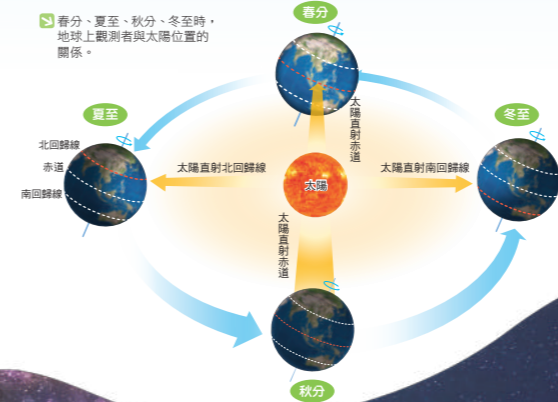 春分、夏至、秋分、冬至時，
地球上觀測者與太陽位置的
關係。
春分
夏至
冬至
太陽直射赤道
北回歸線
赤道
南回歸線
太陽直射北回歸線
太陽
太陽直射南回歸線
太陽直射赤道
秋分